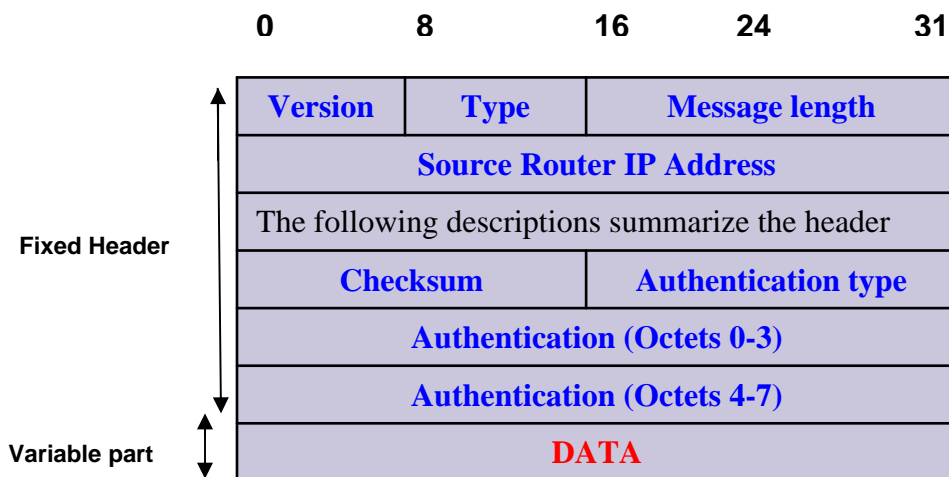 0 8 16 24 31
Version Type Message length
Source Router IP Address
The following descriptions summarize the header
Fixed Header
Checksum Authentication type
Authentication (Octets 0-3)
Authentication (Octets 4-7)
Variable part
DATA